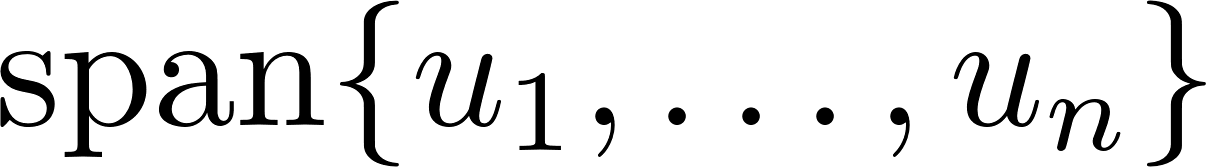 span{u₁, . . . , uₙ}